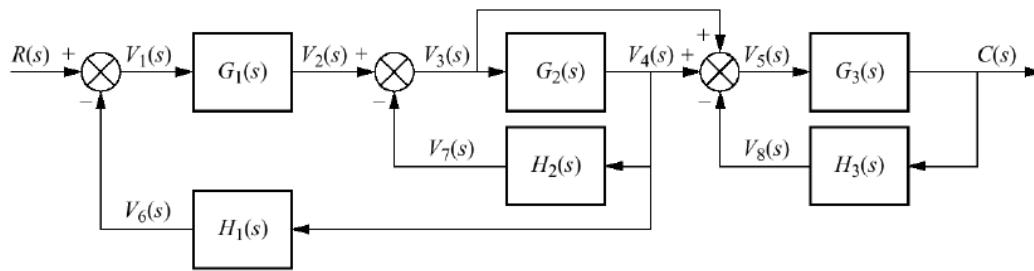 +
R(s) + V₁(s) G₁(s) V₂(s) + V₃(s) G₂(s) V₄(s) + V₅(s) G₃(s) C(s)
− − −
V₇(s) H₂(s) V₈(s) H₃(s)
V₆(s) H₁(s)